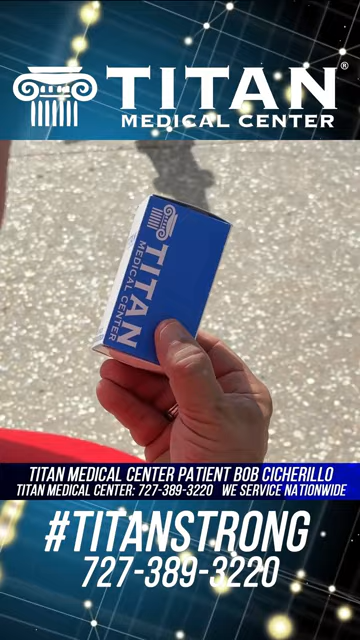 TITAN®
MEDICAL CENTER
TITAN
MEDICAL CENTER
TITAN MEDICAL CENTER PATIENT BOB CICHERILLO
TITAN MEDICAL CENTER: 727-389-3220 WE SERVICE NATIONWIDE
#TITANSTRONG
727-389-3220